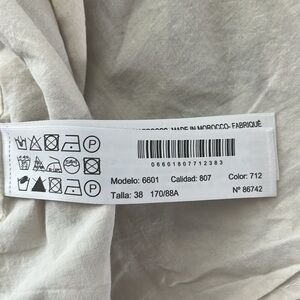 MADE IN MOROCCO- FABRIQUÉ
06601807712383
Modelo: 6601 Calidad: 807 Color: 712
Talla: 38 170/88A Nº 86742